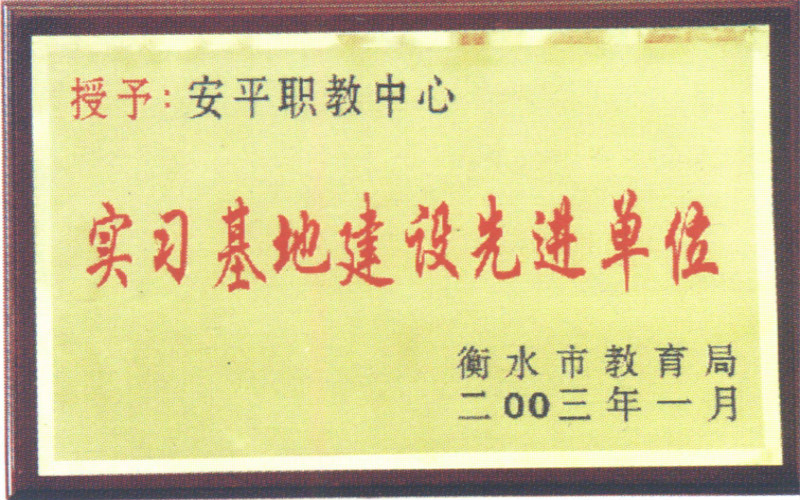 授予:安平职教中心
实习基地建设先进单位
衡水市教育局
二00三年一月